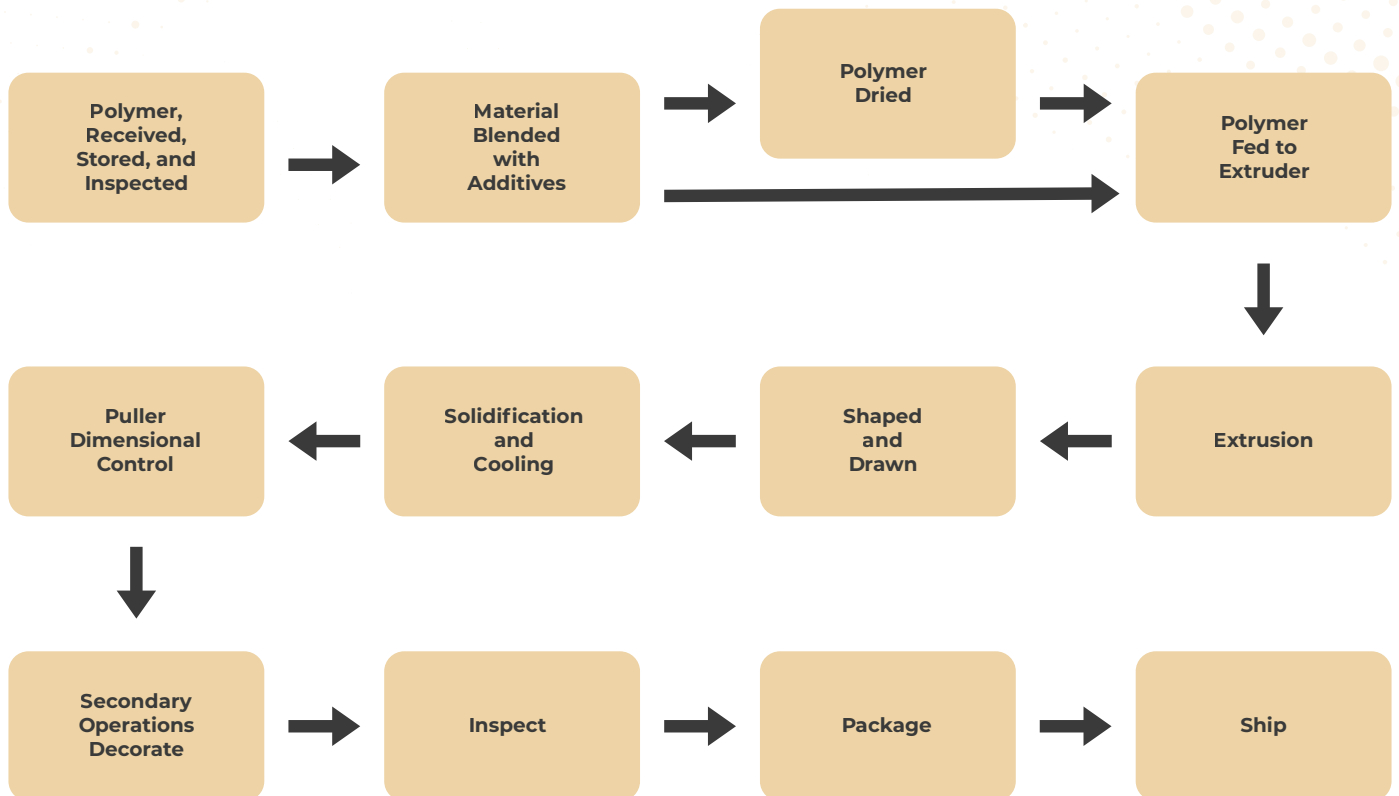 Polymer,
Received,
Stored, and
Inspected
Material
Blended
with
Additives
Polymer
Dried
Polymer
Fed to
Extruder
Extrusion
Shaped
and
Drawn
Solidification
and
Cooling
Puller
Dimensional
Control
Secondary
Operations
Decorate
Inspect
Package
Ship